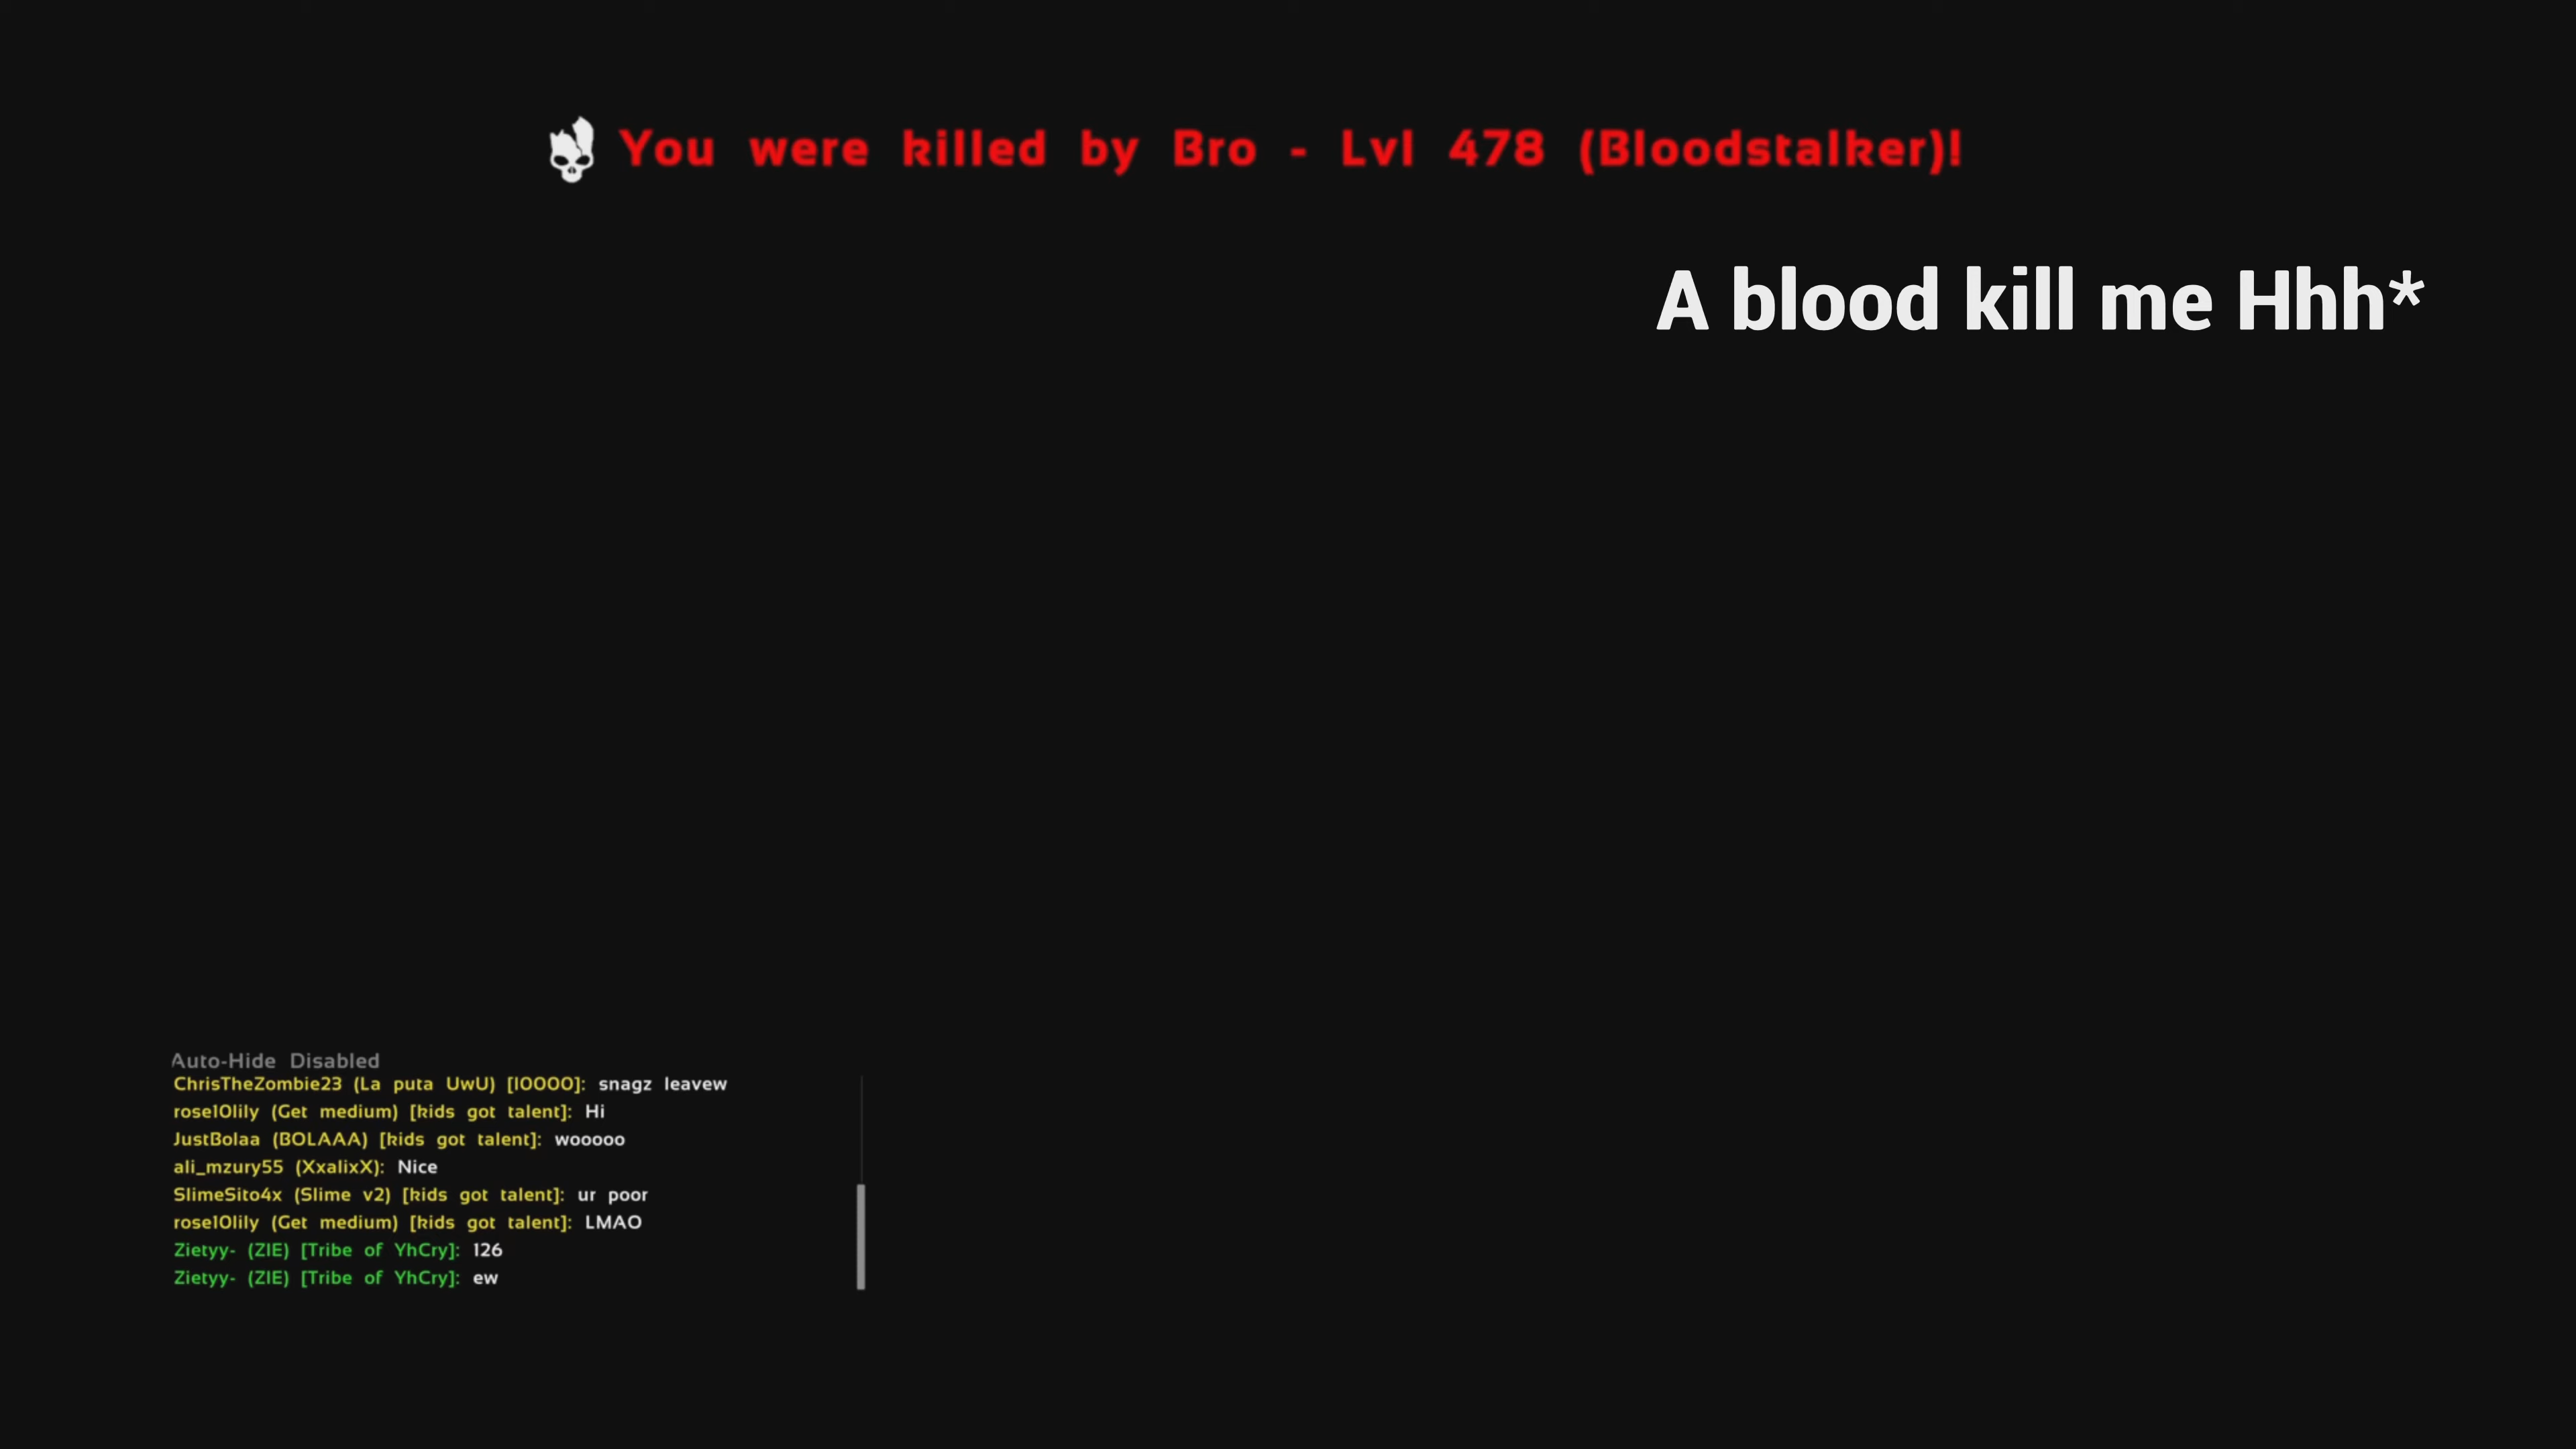 You were killed by Bro - Lvl 478 (Bloodstalker)!
A blood kill me Hhh*
Auto-Hide Disabled
ChrisTheZombie23 (La puta UwU) [l0000]: snagz leavew
rose10lily (Get medium) [kids got talent]: Hi
JustBolaa (BOLAAA) [kids got talent]: wooooo
ali_mzury55 (XxalixX): Nice
SlimeSito4x (Slime v2) [kids got talent]: ur poor
rose10lily (Get medium) [kids got talent]: LMAO
Zietyy- (ZIE) [Tribe of YhCry]: 126
Zietyy- (ZIE) [Tribe of YhCry]: ew